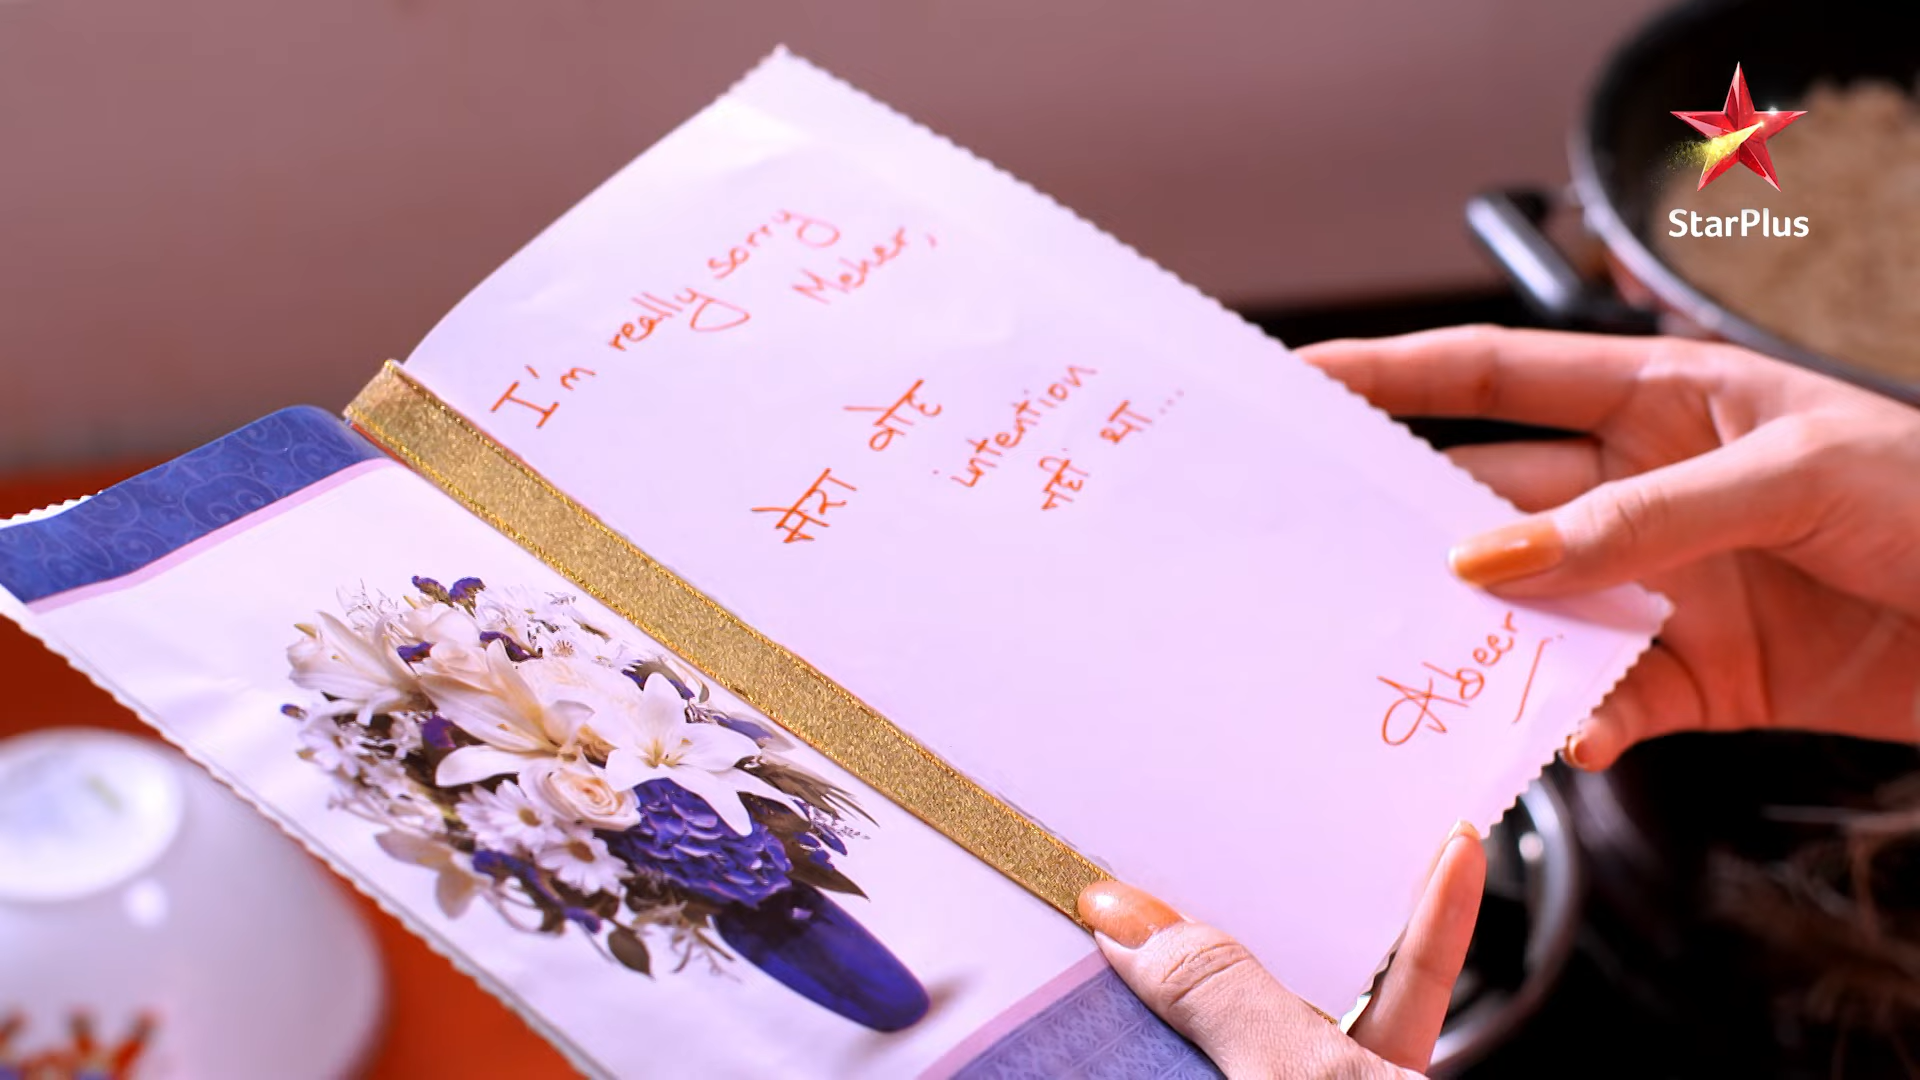 I'm really sorry
Meher,
मेरा वोह
intention
नहीं था...
Abeer.
StarPlus